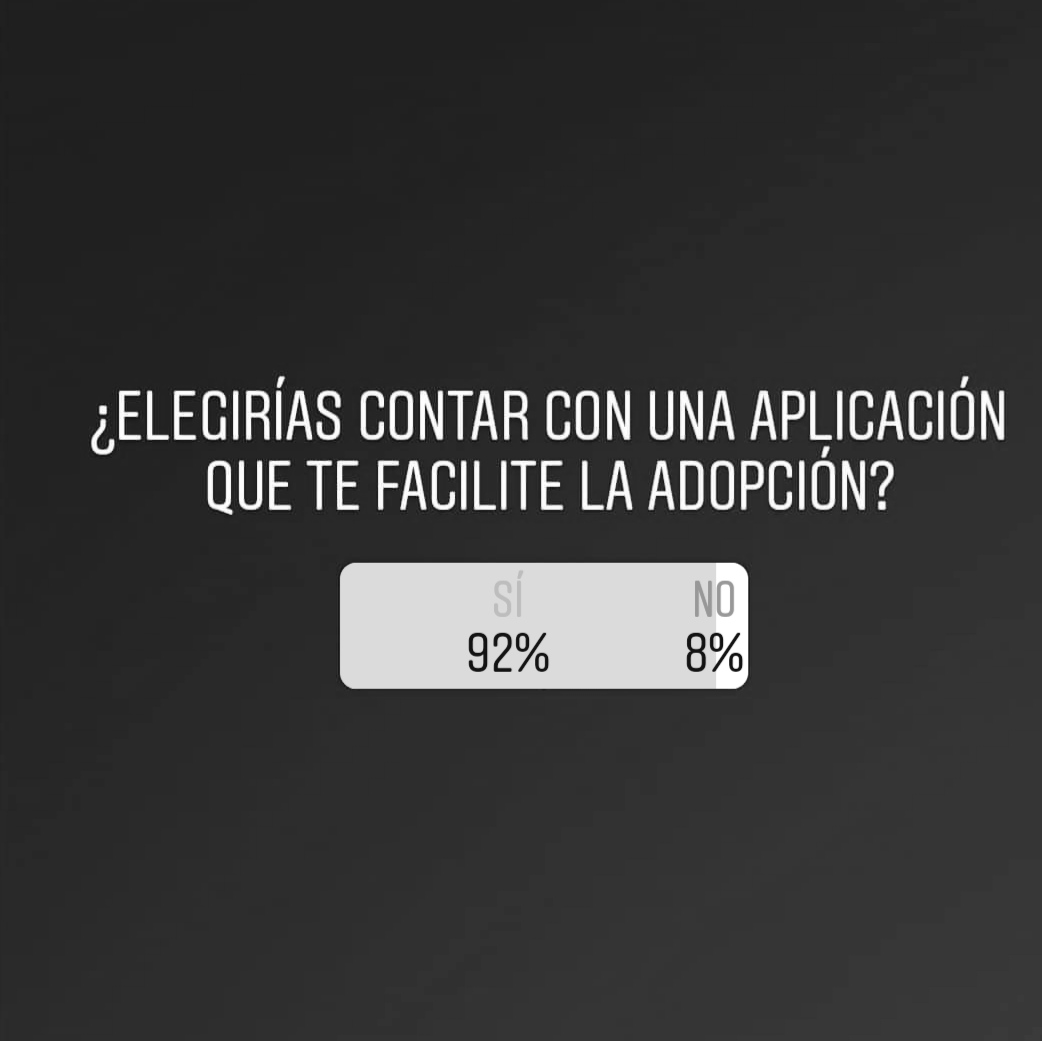 ¿ELEGIRÍAS CONTAR CON UNA APLICACIÓN
QUE TE FACILITE LA ADOPCIÓN?
SÍ NO
92% 8%